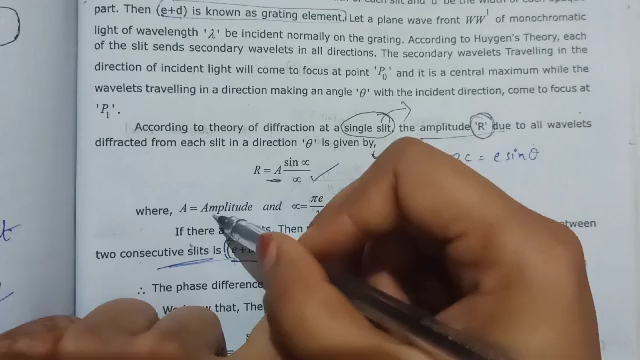 part. Then (e+d) is known as grating element. Let a plane wave front WW' of monochromatic
light of wavelength 'λ' be incident normally on the grating. According to Huygen's Theory, each
of the slit sends secondary wavelets in all directions. The secondary wavelets Travelling in the
direction of incident light will come to focus at point 'P₀' and it is a central maximum while the
wavelets travelling in a direction making an angle 'θ' with the incident direction, come to focus at
'P₁'.
According to theory of diffraction at a single slit, the amplitude 'R' due to all wavelets
diffracted from each slit in a direction 'θ' is given by,
c = e sinθ
R = A sin∝/∝
where, A = Amplitude and ∝= πe
If there Then between
two consecutive slits is (e+
∴ The phase difference
that, The